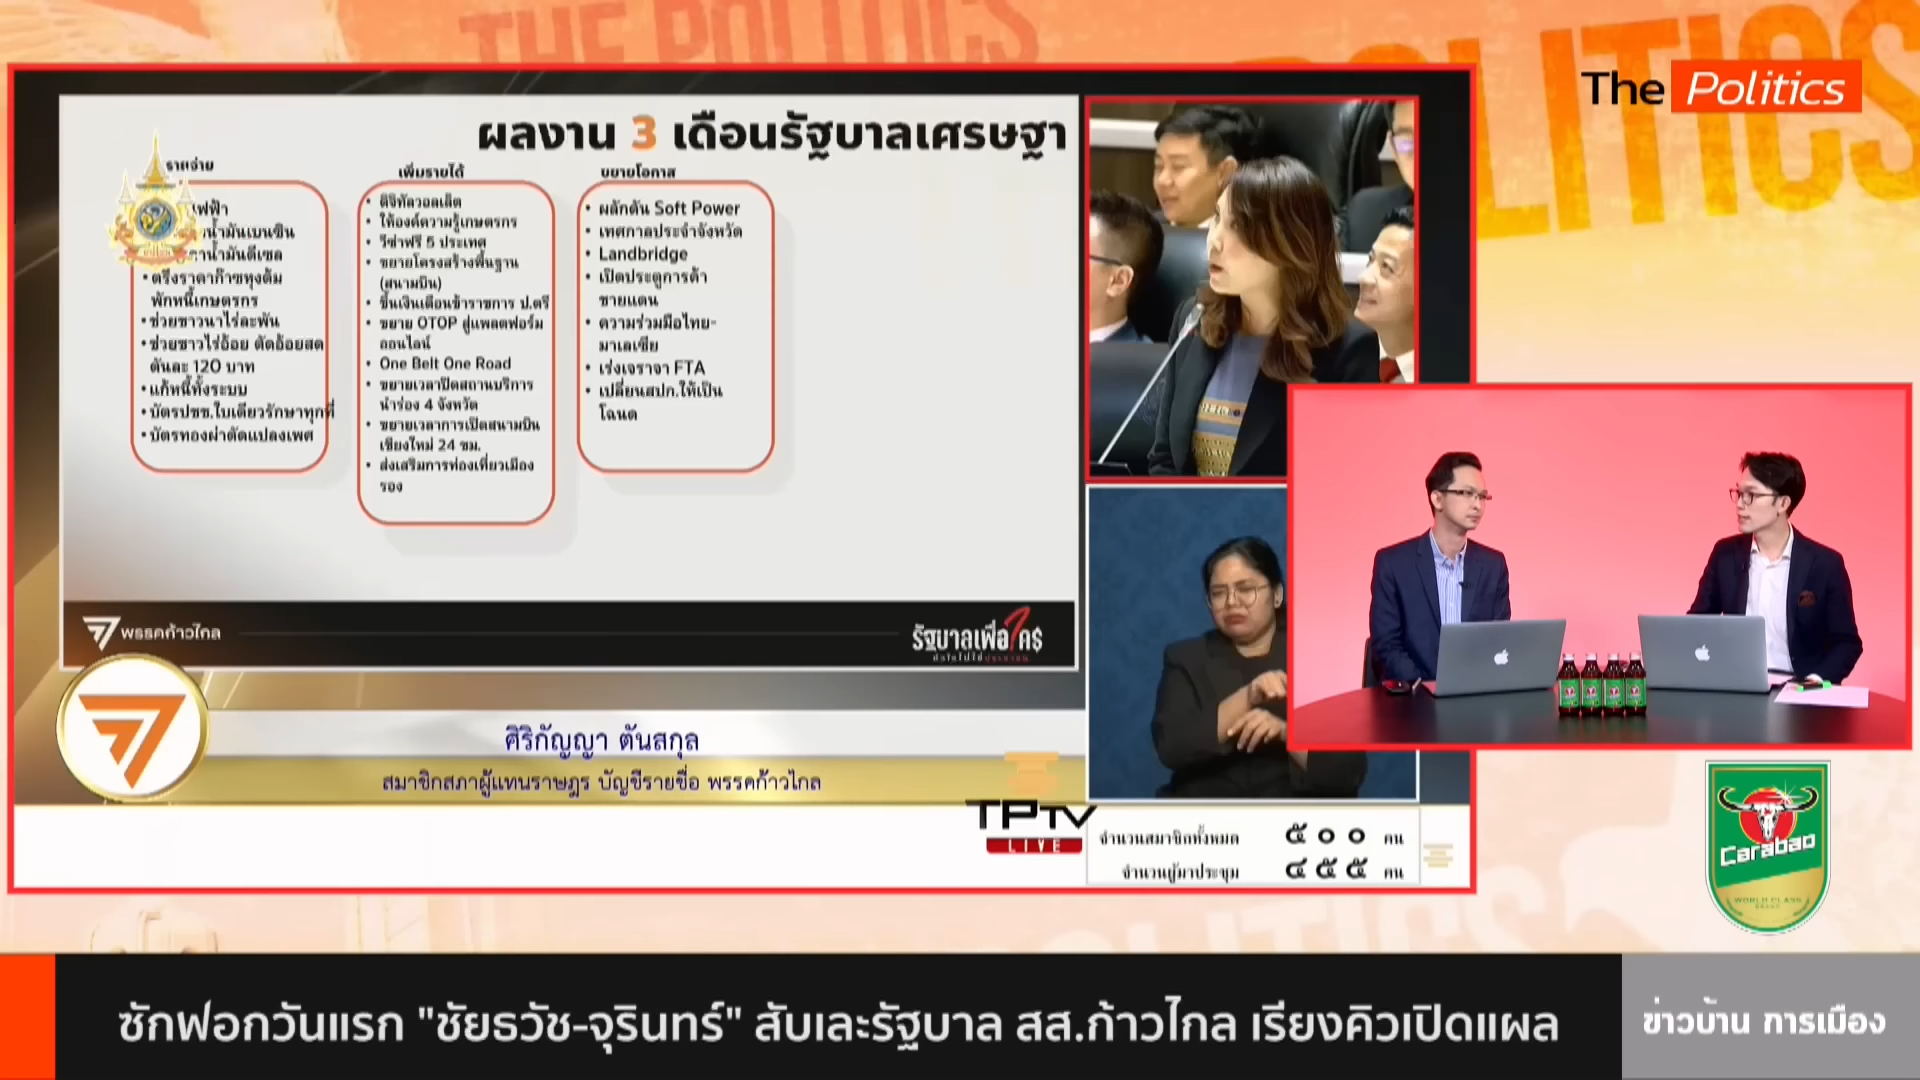 THE POLITICS
POLITICS
The Politics
ผลงาน 3 เดือนรัฐบาลเศรษฐา
รายจ่าย
ไฟฟ้า
น้ำมันเบนซิน
น้ำมันดีเซล
• ตรึงราคาก๊าซหุงต้ม
พักหนี้เกษตรกร
• ช่วยชาวนาไร่ละพัน
• ช่วยชาวไร่อ้อย ตัดอ้อยสด
ตันละ 120 บาท
• แก้หนี้ทั้งระบบ
• บัตรปชช.ใบเดียวรักษาทุกที่
• บัตรทองผ่าตัดแปลงเพศ
เพิ่มรายได้
• ดิจิทัลวอลเล็ต
• ให้องค์ความรู้เกษตรกร
• วีซ่าฟรี 5 ประเทศ
• ขยายโครงสร้างพื้นฐาน
(สนามบิน)
• ขึ้นเงินเดือนข้าราชการ ป.ตรี
• ขยาย OTOP สู่แพลตฟอร์ม
ออนไลน์
• One Belt One Road
• ขยายเวลาปิดสถานบริการ
นำร่อง 4 จังหวัด
• ขยายเวลาการเปิดสนามบิน
เชียงใหม่ 24 ชม.
• ส่งเสริมการท่องเที่ยวเมือง
รอง
ขยายโอกาส
• ผลักดัน Soft Power
• เทศกาลประจำจังหวัด
• Landbridge
• เปิดประตูการค้า
ชายแดน
• ความร่วมมือไทย-
มาเลเซีย
• เร่งเจรจา FTA
• เปลี่ยนสปก.ให้เป็น
โฉนด
พรรคก้าวไกล
รัฐบาลเพื่อใคร
ศิริกัญญา ตันสกุล
สมาชิกสภาผู้แทนราษฎร บัญชีรายชื่อ พรรคก้าวไกล
TPTV
LIVE
จำนวนสมาชิกทั้งหมด ๕๐๐ คน
จำนวนผู้มาประชุม ๔๕๕ คน
Carabao
WORLD CLASS
POLITICS
ซักฟอกวันแรก "ชัยธวัช-จุรินทร์" สับเละรัฐบาล สส.ก้าวไกล เรียงคิวเปิดแผล
ข่าวบ้าน การเมือง